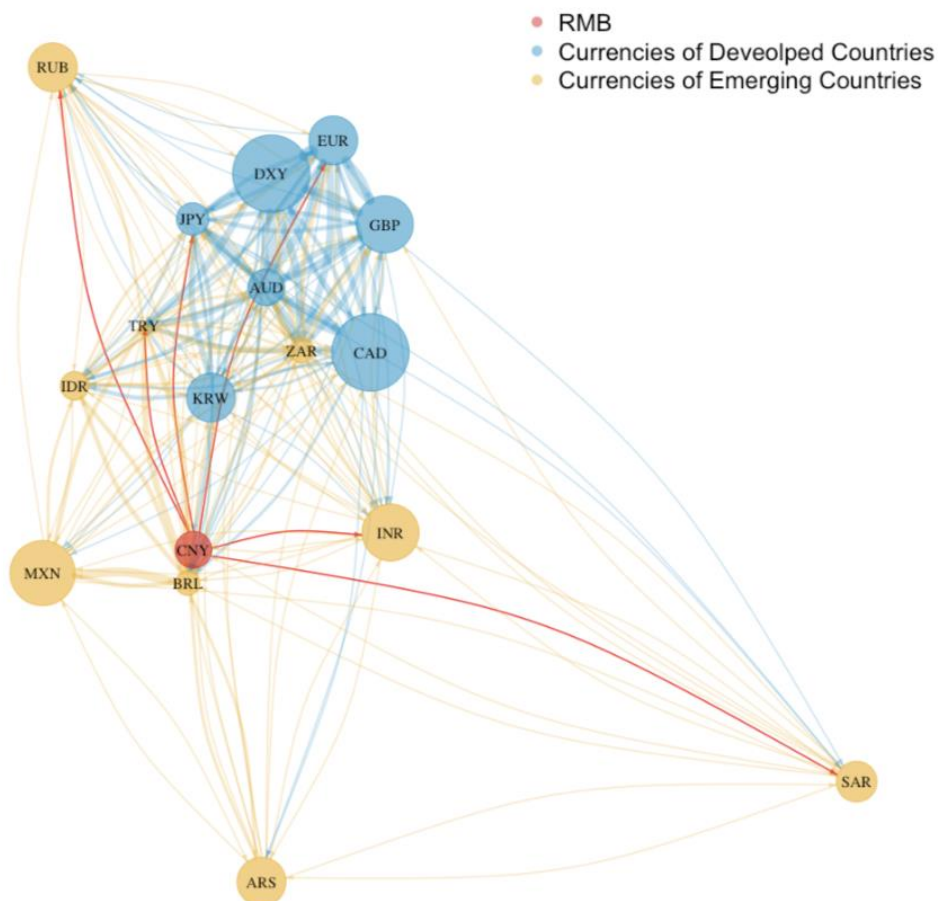 RMB
Currencies of Deveolped Countries
Currencies of Emerging Countries
RUB
EUR
DXY
JPY
GBP
AUD
TRY
ZAR
CAD
IDR
KRW
INR
CNY
MXN
BRL
SAR
ARS